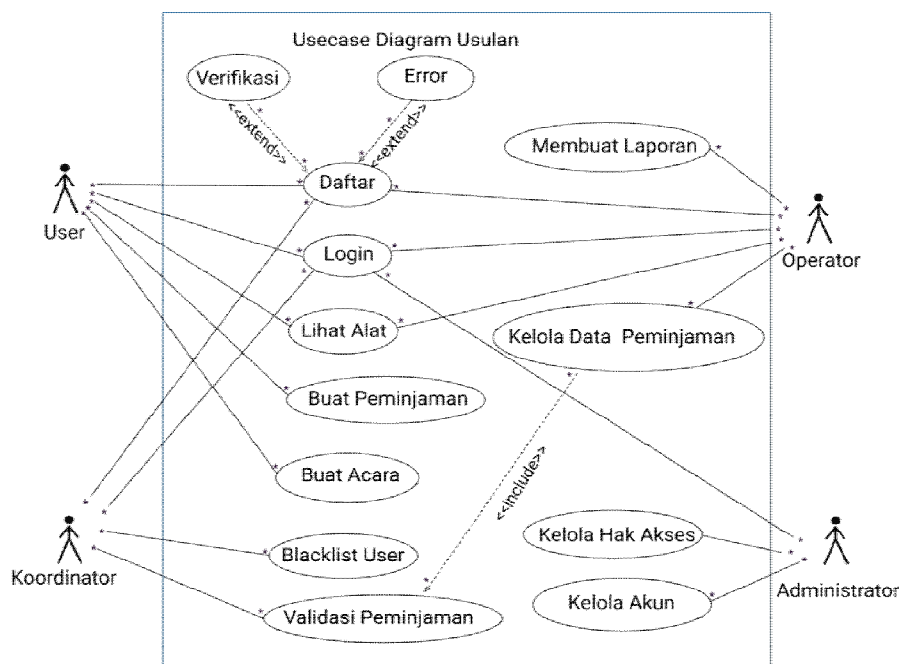 Usecase Diagram Usulan
Verifikasi
Error
<<extend>>
<<extend>>
Membuat Laporan
Daftar
User
Login
Operator
Lihat Alat
Kelola Data Peminjaman
Buat Peminjaman
Buat Acara
<<include>>
Kelola Hak Akses
Blacklist User
Koordinator
Administrator
Kelola Akun
Validasi Peminjaman